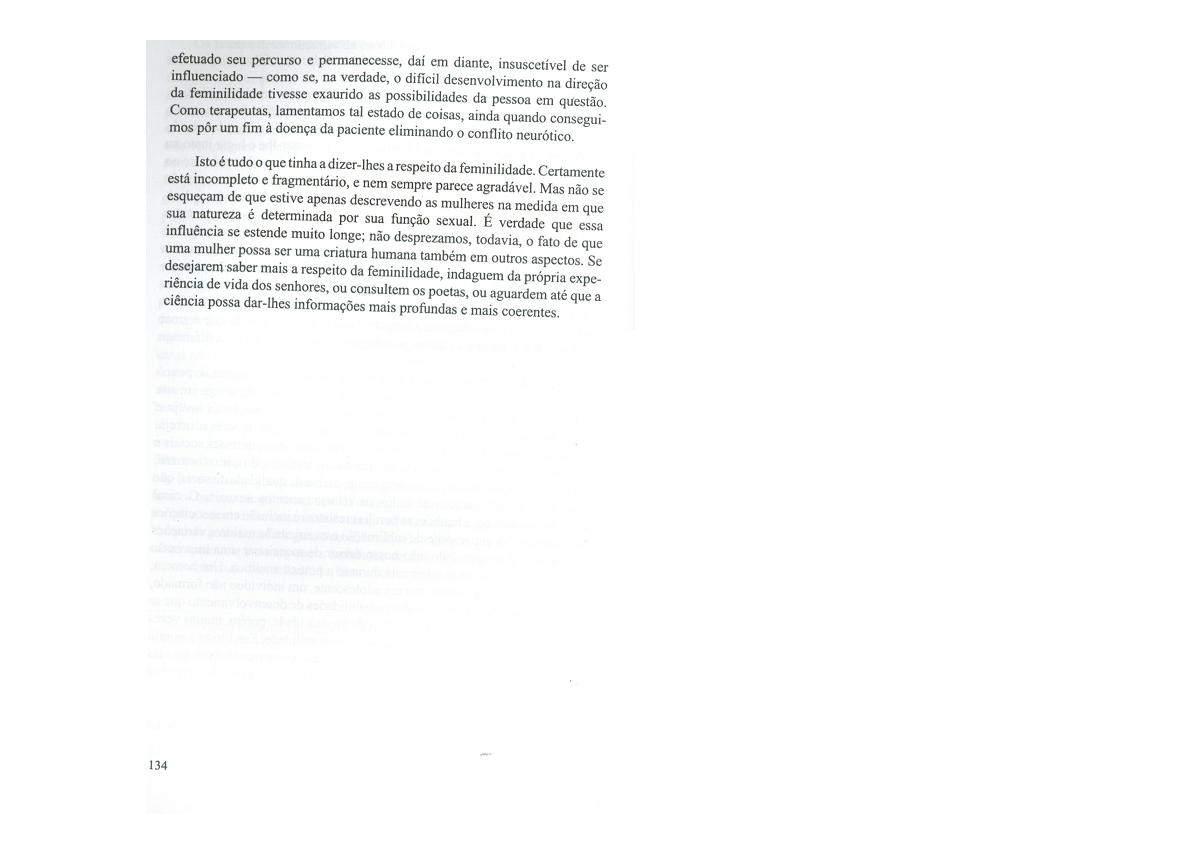 efetuado seu percurso e permanecesse, daí em diante, insuscetível de ser
influenciado — como se, na verdade, o difícil desenvolvimento na direção
da feminilidade tivesse exaurido as possibilidades da pessoa em questão.
Como terapeutas, lamentamos tal estado de coisas, ainda quando consegui-
mos pôr um fim à doença da paciente eliminando o conflito neurótico.
Isto é tudo o que tinha a dizer-lhes a respeito da feminilidade. Certamente
está incompleto e fragmentário, e nem sempre parece agradável. Mas não se
esqueçam de que estive apenas descrevendo as mulheres na medida em que
sua natureza é determinada por sua função sexual. É verdade que essa
influência se estende muito longe; não desprezamos, todavia, o fato de que
uma mulher possa ser uma criatura humana também em outros aspectos. Se
desejarem saber mais a respeito da feminilidade, indaguem da própria expe-
riência de vida dos senhores, ou consultem os poetas, ou aguardem até que a
ciência possa dar-lhes informações mais profundas e mais coerentes.
134